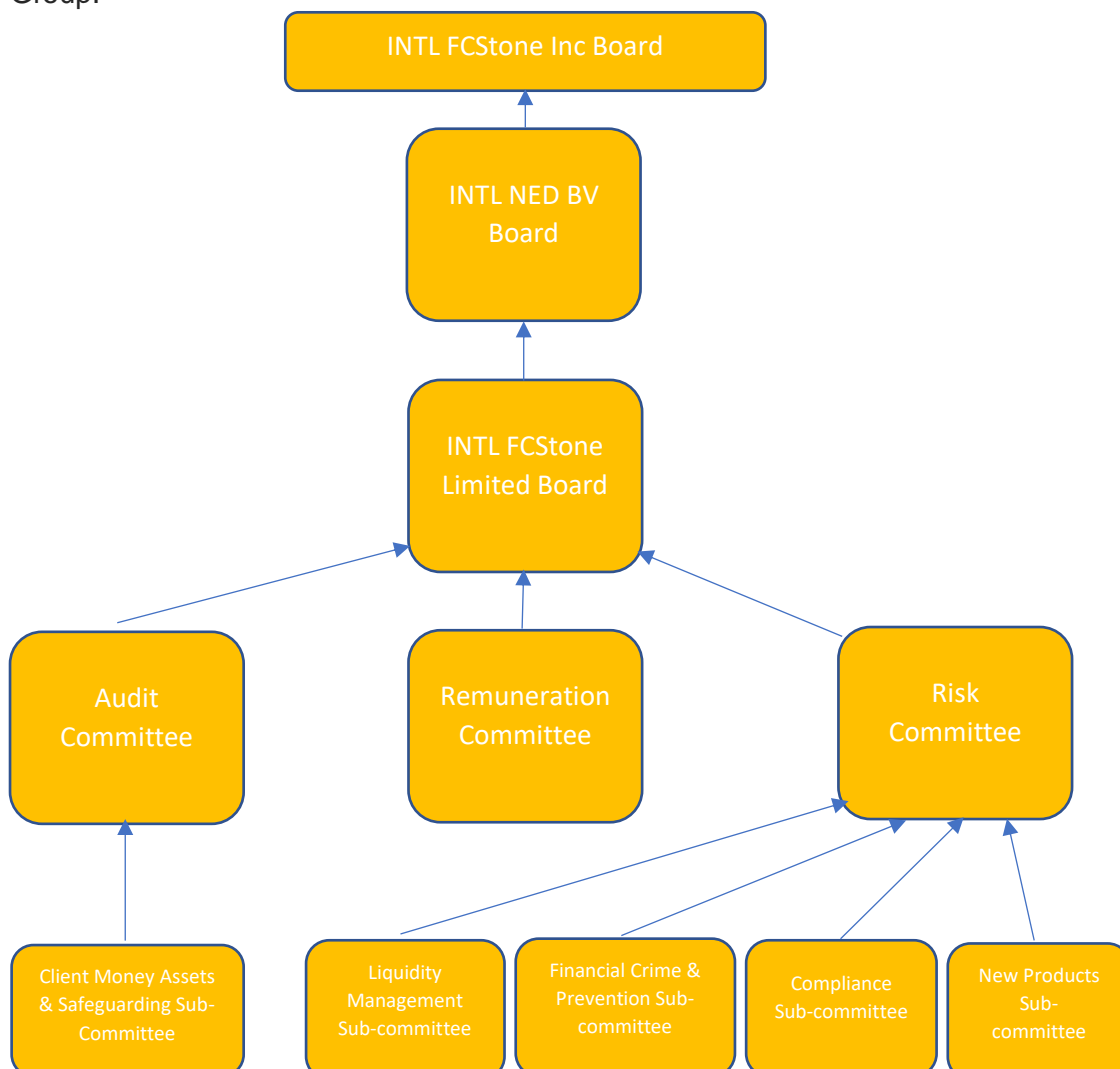 Group.
INTL FCStone Inc Board
INTL NED BV
Board
INTL FCStone
Limited Board
Audit
Committee
Remuneration
Committee
Risk
Committee
Client Money Assets
& Safeguarding Sub-
Committee
Liquidity
Management
Sub-committee
Financial Crime &
Prevention Sub-
committee
Compliance
Sub-committee
New Products
Sub-
committee